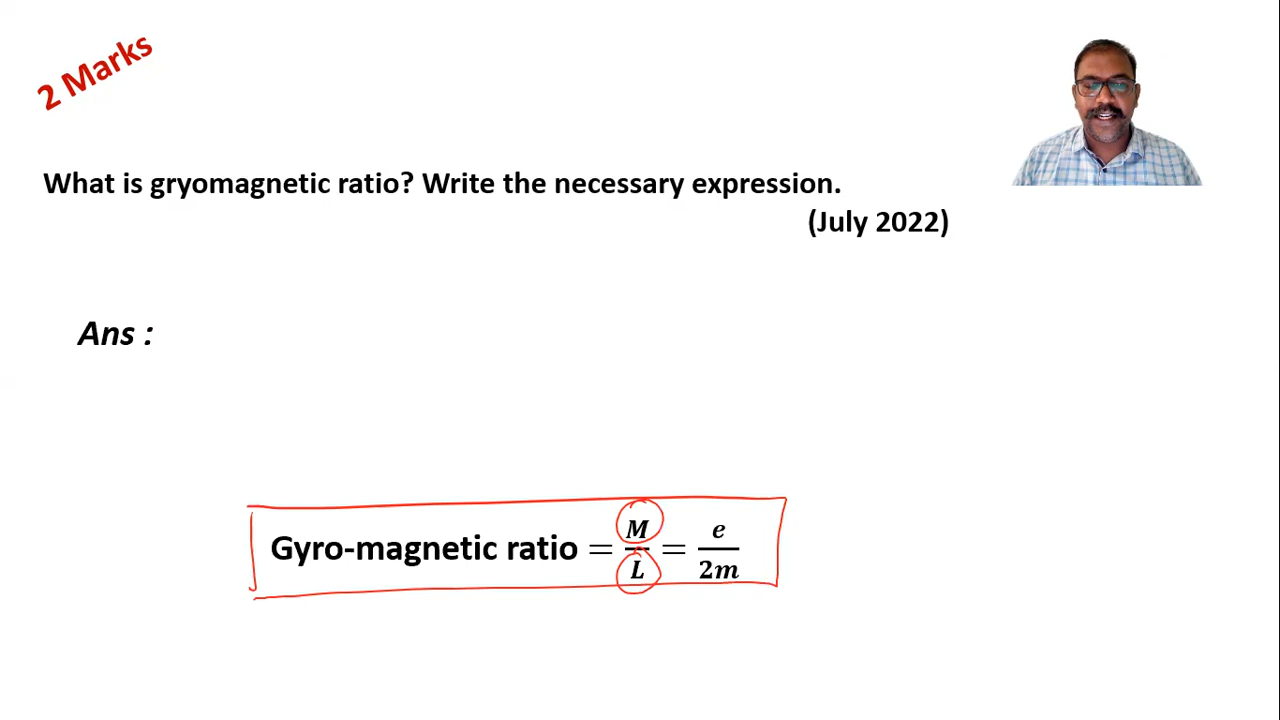 2 Marks
What is gryomagnetic ratio? Write the necessary expression.
(July 2022)
Ans :
Gyro-magnetic ratio = M/L = e/2m